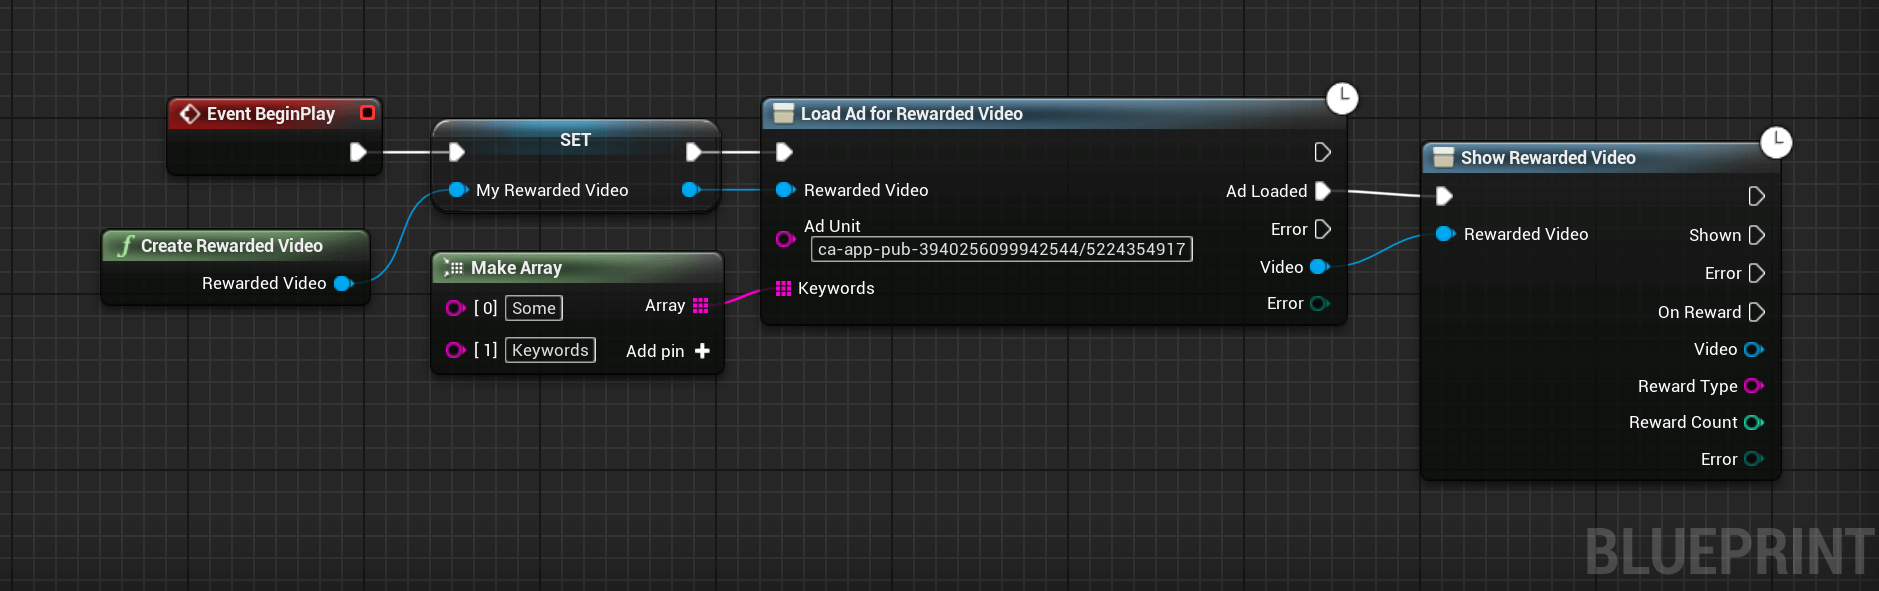 Event BeginPlay
Create Rewarded Video
Rewarded Video
SET
My Rewarded Video
Make Array
[ 0] Some
Array
[ 1] Keywords
Add pin
Load Ad for Rewarded Video
Rewarded Video
Ad Loaded
Ad Unit
Error
ca-app-pub-3940256099942544/5224354917
Video
Keywords
Error
Show Rewarded Video
Rewarded Video
Shown
Error
On Reward
Video
Reward Type
Reward Count
Error
BLUEPRINT